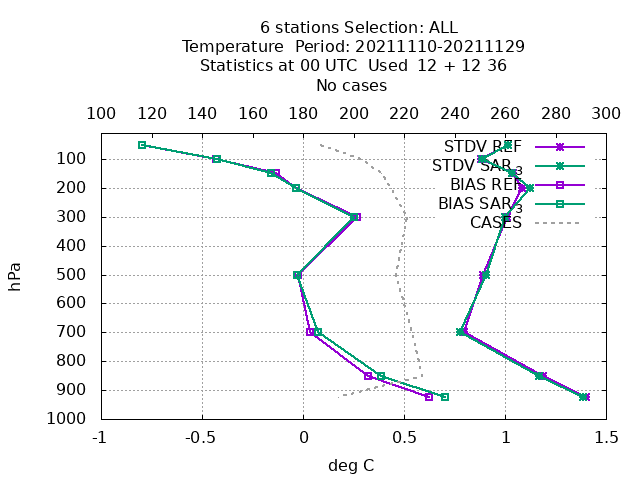 6 stations Selection: ALL
Temperature  Period: 20211110-20211129
Statistics at 00 UTC  Used  12 + 12 36
No cases
100 120 140 160 180 200 220 240 260 280 300
STDV REF
STDV SAR_3
BIAS REF
BIAS SAR_3
CASES
hPa
100
200
300
400
500
600
700
800
900
1000
-1 -0.5 0 0.5 1 1.5
deg C